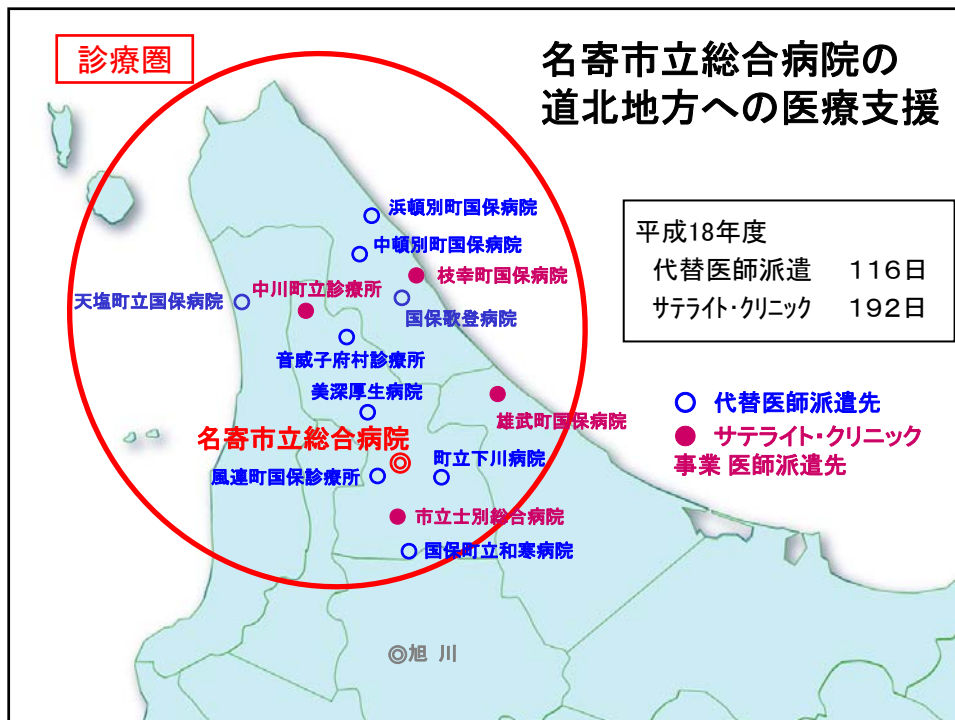 診療圏
名寄市立総合病院の
道北地方への医療支援
平成18年度
代替医師派遣 116日
サテライト・クリニック 192日
浜頓別町国保病院
中頓別町国保病院
枝幸町国保病院
中川町立診療所
天塩町立国保病院
国保歌登病院
音威子府村診療所
美深厚生病院
雄武町国保病院
名寄市立総合病院
町立下川病院
風連町国保診療所
市立士別総合病院
国保町立和寒病院
旭 川
代替医師派遣先
サテライト・クリニック
事業 医師派遣先